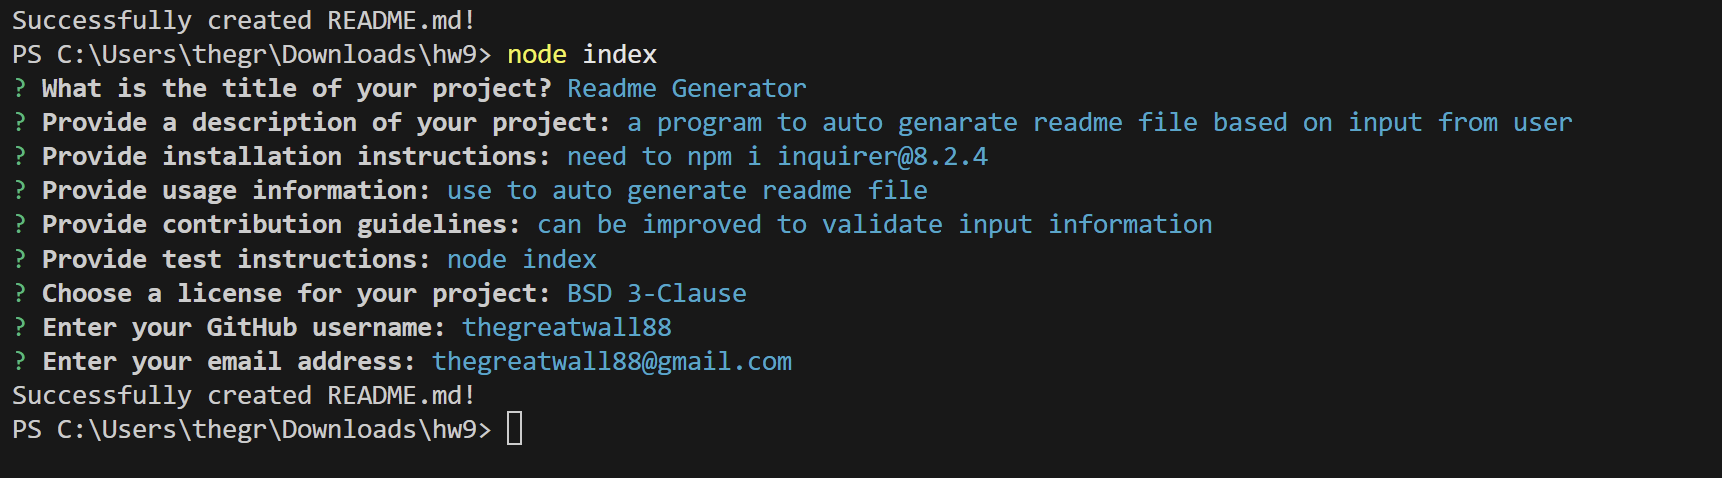 Successfully created README.md!
PS C:\Users\thegr\Downloads\hw9> node index
? What is the title of your project? Readme Generator
? Provide a description of your project: a program to auto genarate readme file based on input from user
? Provide installation instructions: need to npm i inquirer@8.2.4
? Provide usage information: use to auto generate readme file
? Provide contribution guidelines: can be improved to validate input information
? Provide test instructions: node index
? Choose a license for your project: BSD 3-Clause
? Enter your GitHub username: thegreatwall88
? Enter your email address: thegreatwall88@gmail.com
Successfully created README.md!
PS C:\Users\thegr\Downloads\hw9>